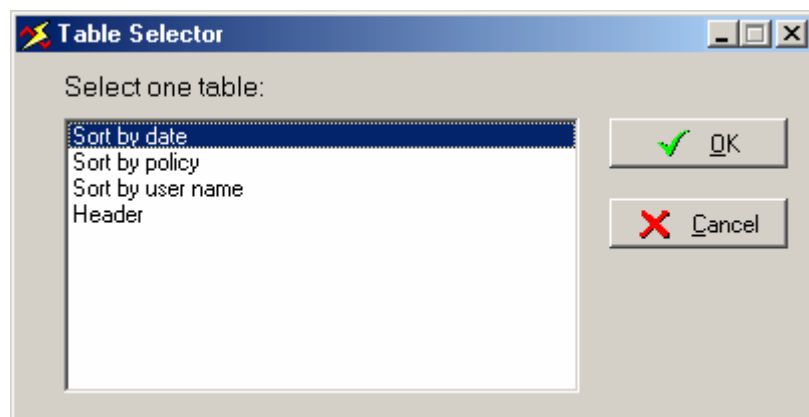 Table Selector
Select one table:
Sort by date
Sort by policy
Sort by user name
Header
OK
Cancel